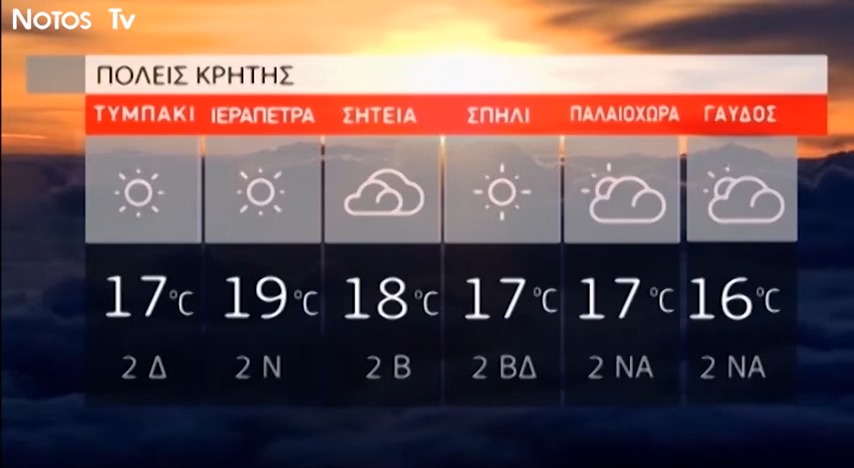 NOTOS TV
ΠΟΛΕΙΣ ΚΡΗΤΗΣ
ΤΥΜΠΑΚΙ ΙΕΡΑΠΕΤΡΑ ΣΗΤΕΙΑ ΣΠΗΛΙ ΠΑΛΑΙΟΧΩΡΑ ΓΑΥΔΟΣ
17°C 19°C 18°C 17°C 17°C 16°C
2 Δ 2 Ν 2 Β 2 ΒΔ 2 ΝΑ 2 ΝΑ